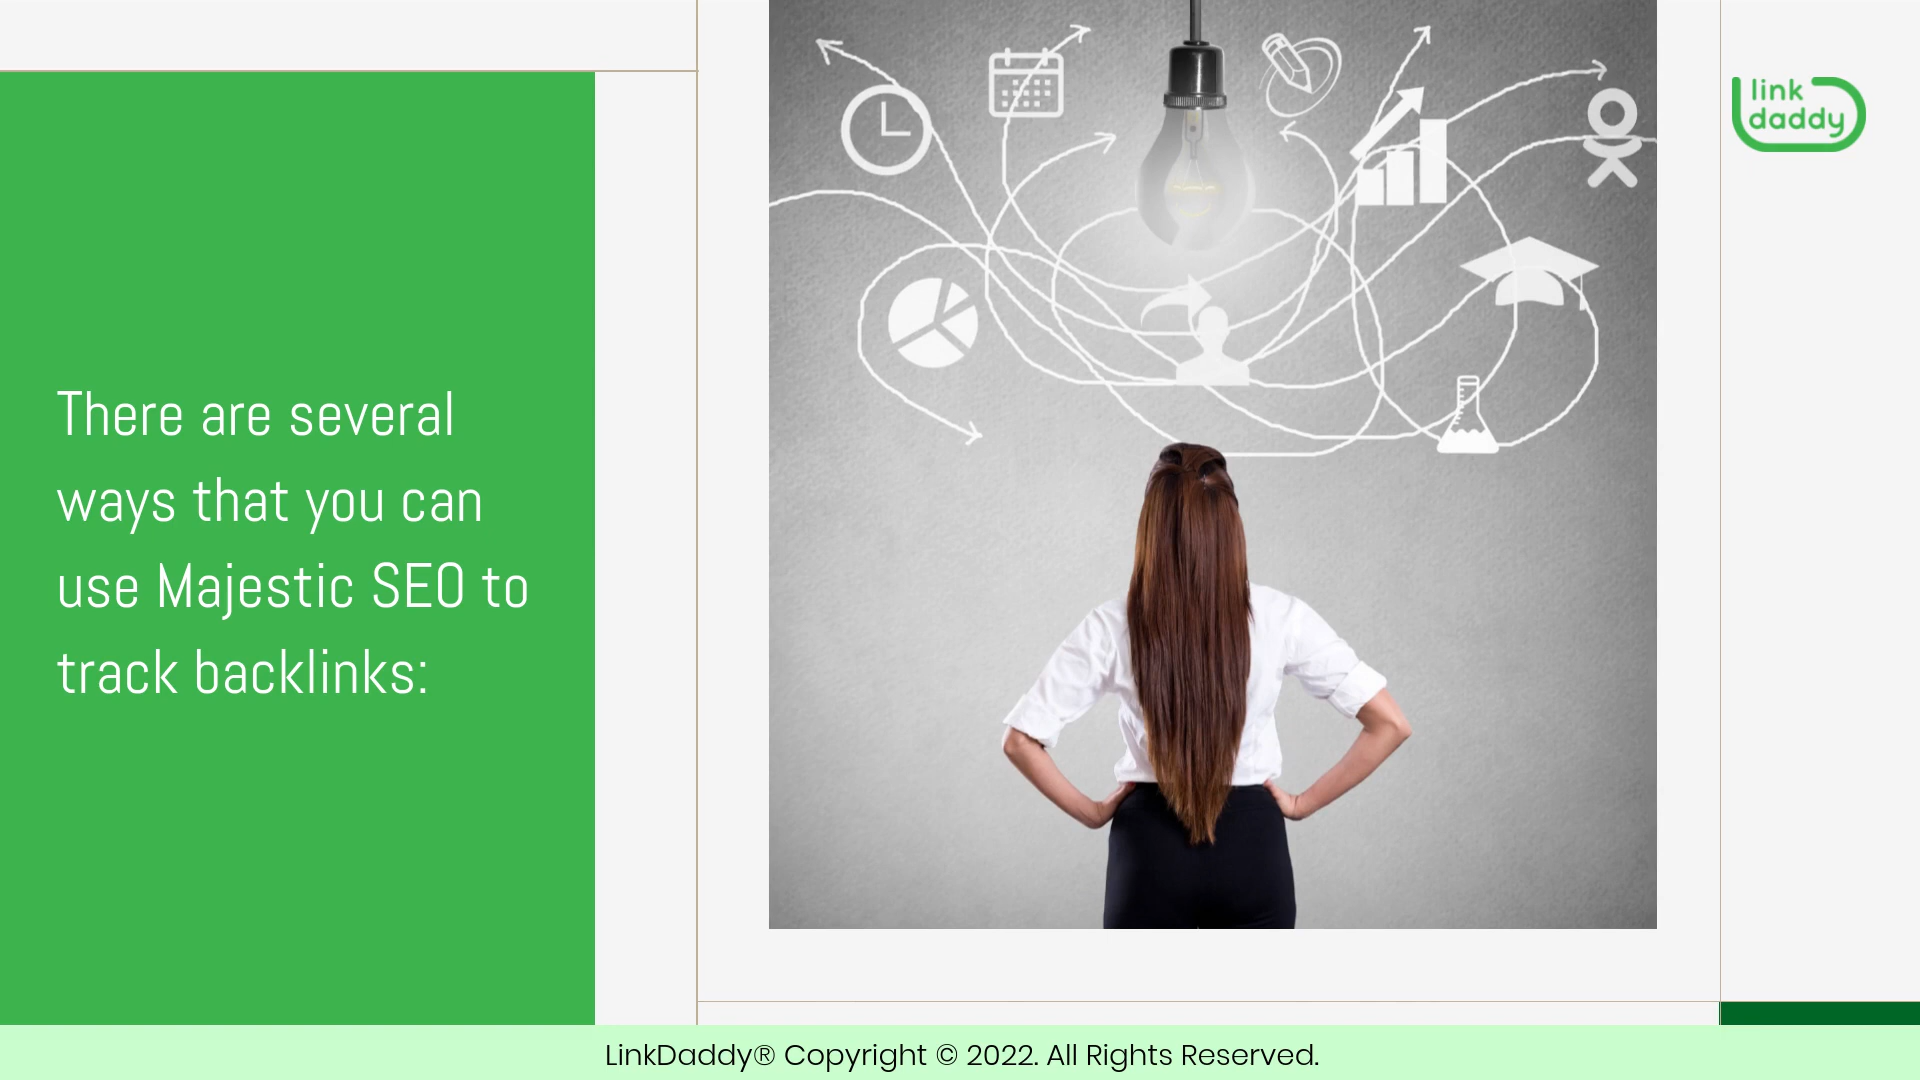 There are several
ways that you can
use Majestic SEO to
track backlinks:
link
daddy
LinkDaddy® Copyright © 2022. All Rights Reserved.